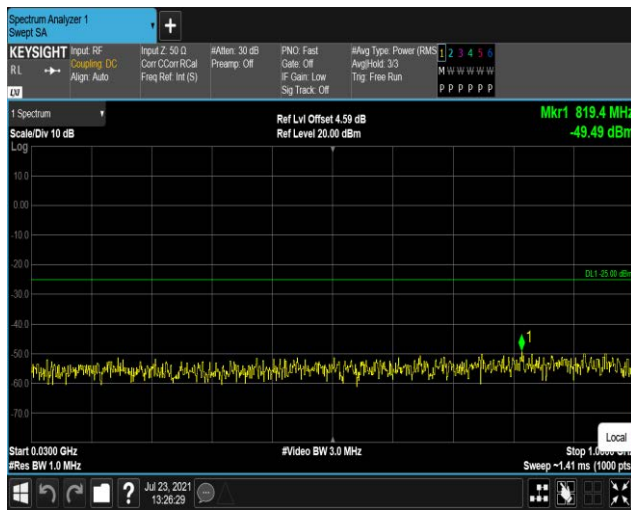 Spectrum Analyzer 1
Swept SA
+
KEYSIGHT Input: RF Input Z: 50 Ω #Atten: 30 dB PNO: Fast #Avg Type: Power (RMS 1 2 3 4 5 6
RL Coupling: DC Corr CCorr RCal Preamp: Off Gate: Off Avg|Hold: 3/3 M W W W W W
Align: Auto Freq Ref: Int (S) IF Gain: Low Trig: Free Run
Sig Track: Off P P P P P P
1 Spectrum
Ref Lvl Offset 4.59 dB Mkr1 819.4 MHz
Scale/Div 10 dB Ref Level 20.00 dBm -49.49 dBm
Log
10.0
0.00
-10.0
-20.0
DL1 -25.00 dBm
-30.0
-40.0
1
-50.0
-60.0
-70.0
Local
Start 0.0300 GHz #Video BW 3.0 MHz Stop
#Res BW 1.0 MHz Sweep ~1.41 ms (1000 pts
? Jul 23, 2021
13:26:29